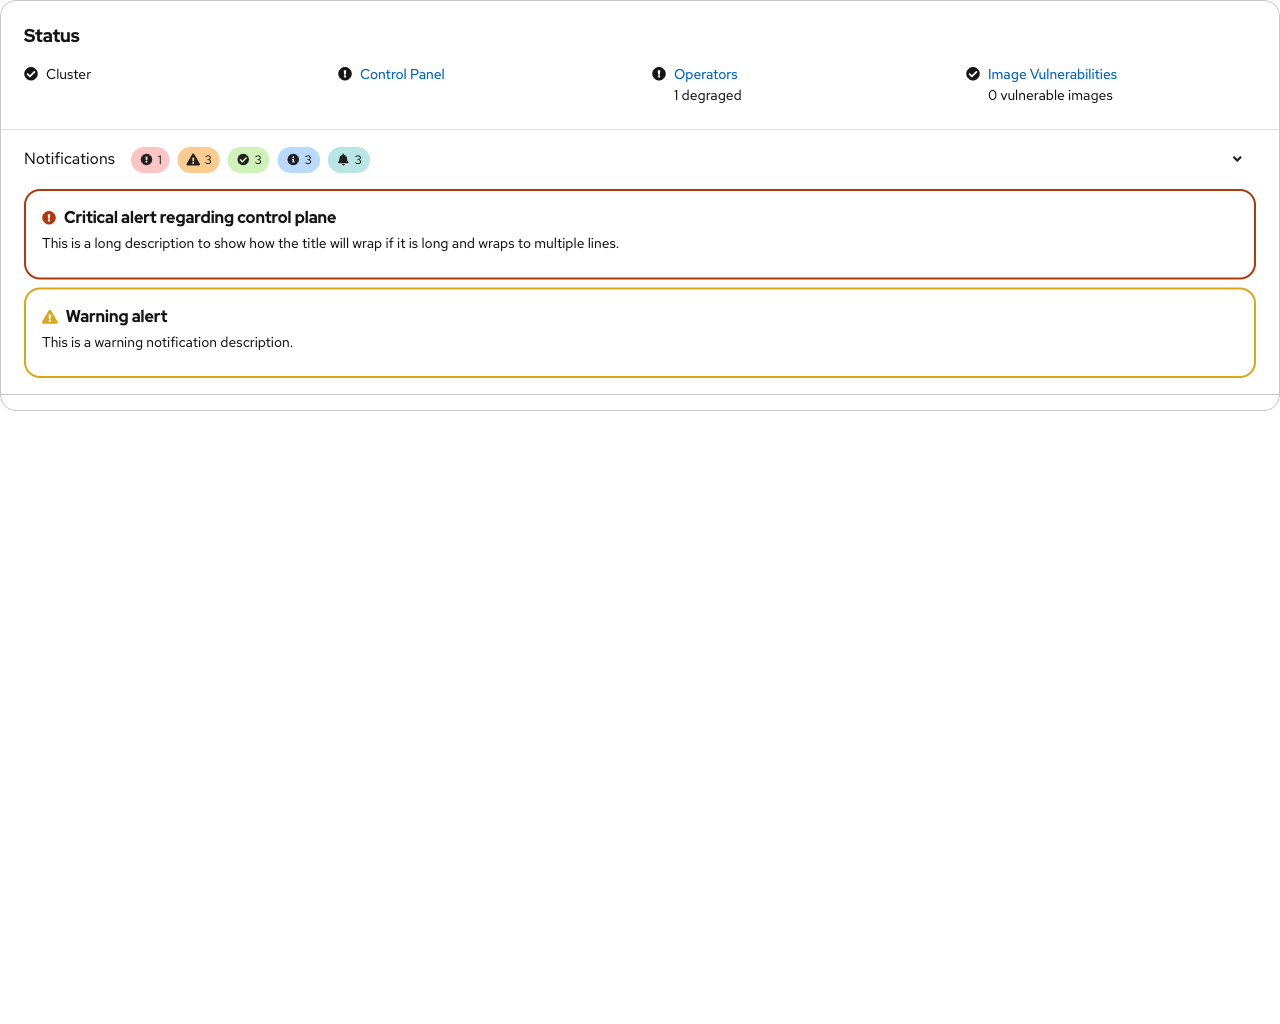 Status
Cluster
Control Panel
Operators
1 degraged
Image Vulnerabilities
0 vulnerable images
Notifications 1 3 3 3 3
Critical alert regarding control plane
This is a long description to show how the title will wrap if it is long and wraps to multiple lines.
Warning alert
This is a warning notification description.